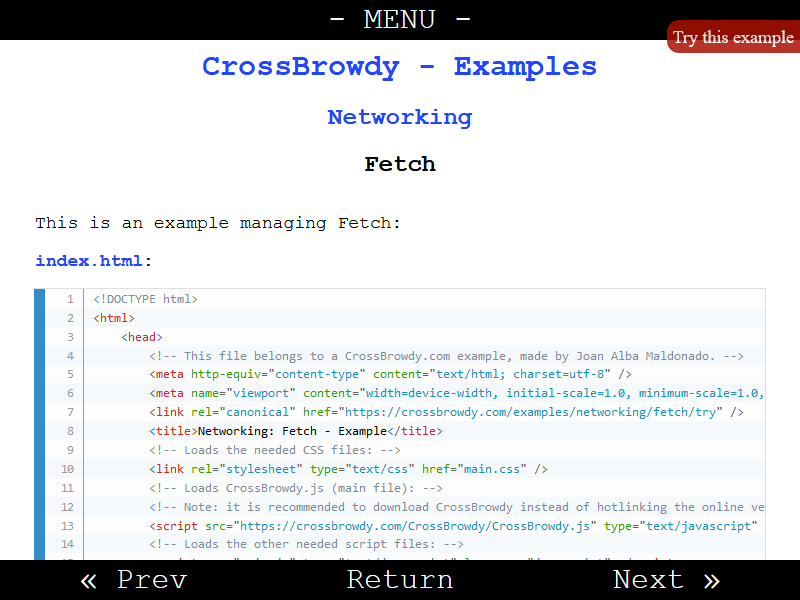 - MENU -
Try this example
CrossBrowdy - Examples
Networking
Fetch
This is an example managing Fetch:
index.html:
1 <!DOCTYPE html>
2 <html>
3 <head>
4 <!-- This file belongs to a CrossBrowdy.com example, made by Joan Alba Maldonado. -->
5 <meta http-equiv="content-type" content="text/html; charset=utf-8" />
6 <meta name="viewport" content="width=device-width, initial-scale=1.0, minimum-scale=1.0,
7 <link rel="canonical" href="https://crossbrowdy.com/examples/networking/fetch/try" />
8 <title>Networking: Fetch - Example</title>
9 <!-- Loads the needed CSS files: -->
10 <link rel="stylesheet" type="text/css" href="main.css" />
11 <!-- Loads CrossBrowdy.js (main file): -->
12 <!-- Note: it is recommended to download CrossBrowdy instead of hotlinking the online ve
13 <script src="https://crossbrowdy.com/CrossBrowdy/CrossBrowdy.js" type="text/javascript"
14 <!-- Loads the other needed script files: -->
« Prev Return Next »